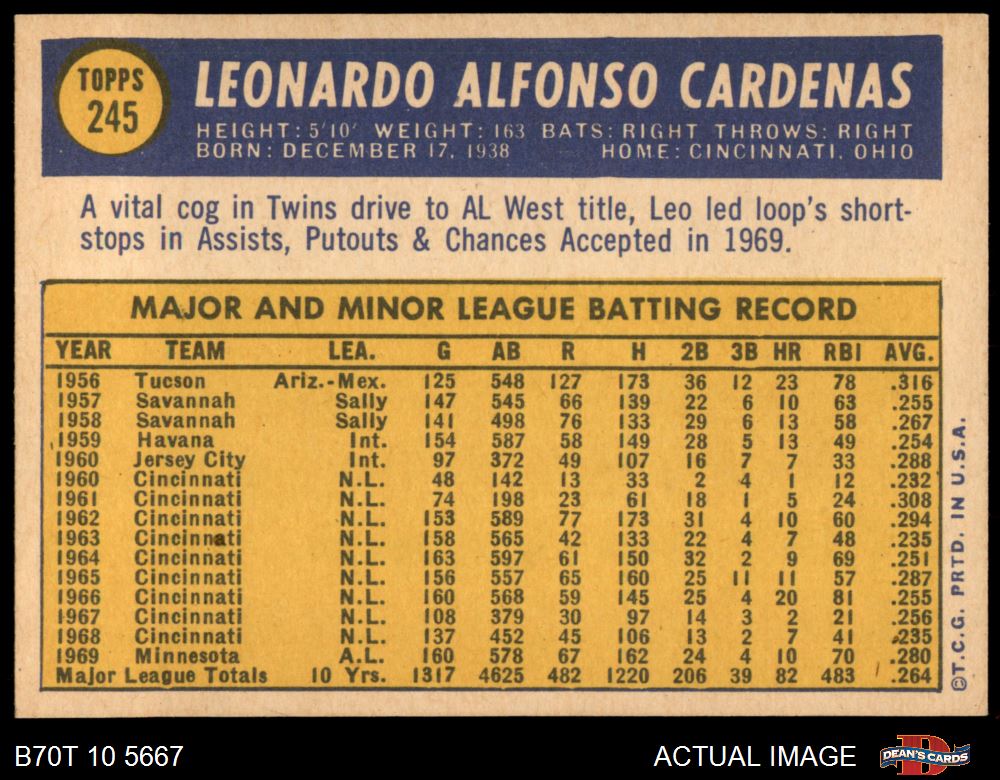 TOPPS
245
LEONARDO ALFONSO CARDENAS
HEIGHT: 5'10' WEIGHT: 163 BATS: RIGHT THROWS: RIGHT
BORN: DECEMBER 17, 1938 HOME: CINCINNATI, OHIO
A vital cog in Twins drive to AL West title, Leo led loop's short-
stops in Assists, Putouts & Chances Accepted in 1969.
MAJOR AND MINOR LEAGUE BATTING RECORD
YEAR TEAM LEA. G AB R H 2B 3B HR RBI AVG.
1956 Tucson Ariz.-Mex. 125 548 127 173 36 12 23 78 .316
1957 Savannah Sally 147 545 66 139 22 6 10 63 .255
1958 Savannah Sally 141 498 76 133 29 6 13 58 .267
1959 Havana Int. 154 587 58 149 28 5 13 49 .254
1960 Jersey City Int. 97 372 49 107 16 7 7 33 .288
1960 Cincinnati N.L. 48 142 13 33 2 4 1 12 .232
1961 Cincinnati N.L. 74 198 23 61 18 1 5 24 .308
1962 Cincinnati N.L. 153 589 77 173 31 4 10 60 .294
1963 Cincinnati N.L. 158 565 42 133 22 4 7 48 .235
1964 Cincinnati N.L. 163 597 61 150 32 2 9 69 .251
1965 Cincinnati N.L. 156 557 65 160 25 11 11 57 .287
1966 Cincinnati N.L. 160 568 59 145 25 4 20 81 .255
1967 Cincinnati N.L. 108 379 30 97 14 3 2 21 .256
1968 Cincinnati N.L. 137 452 45 106 13 2 7 41 .235
1969 Minnesota A.L. 160 578 67 162 24 4 10 70 .280
Major League Totals 10 Yrs. 1317 4625 482 1220 206 39 82 483 .264
©T.C.G. PRTD. IN U.S.A.
B70T 10 5667
ACTUAL IMAGE
DEAN'S CARDS